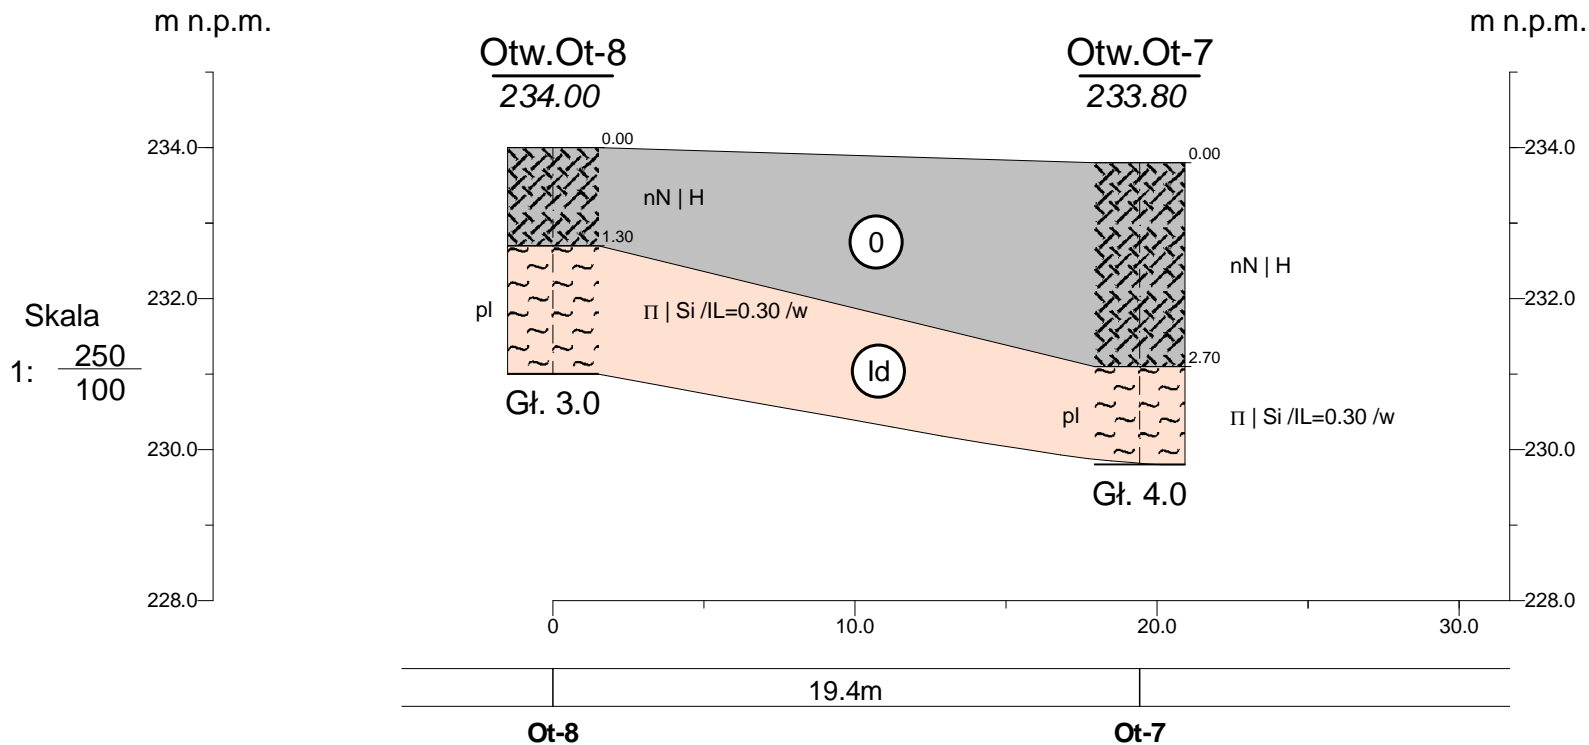 m n.p.m.
m n.p.m.
Otw.Ot-8
234.00
Otw.Ot-7
233.80
234.0
0.00
0.00
234.0
nN | H
0
1.30
nN | H
232.0
pl
Π | Si /IL=0.30 /w
232.0
Skala
1: 250
100
Id
2.70
Gł. 3.0
pl
Π | Si /IL=0.30 /w
230.0
230.0
Gł. 4.0
228.0
228.0
0
10.0
20.0
30.0
19.4m
Ot-8
Ot-7